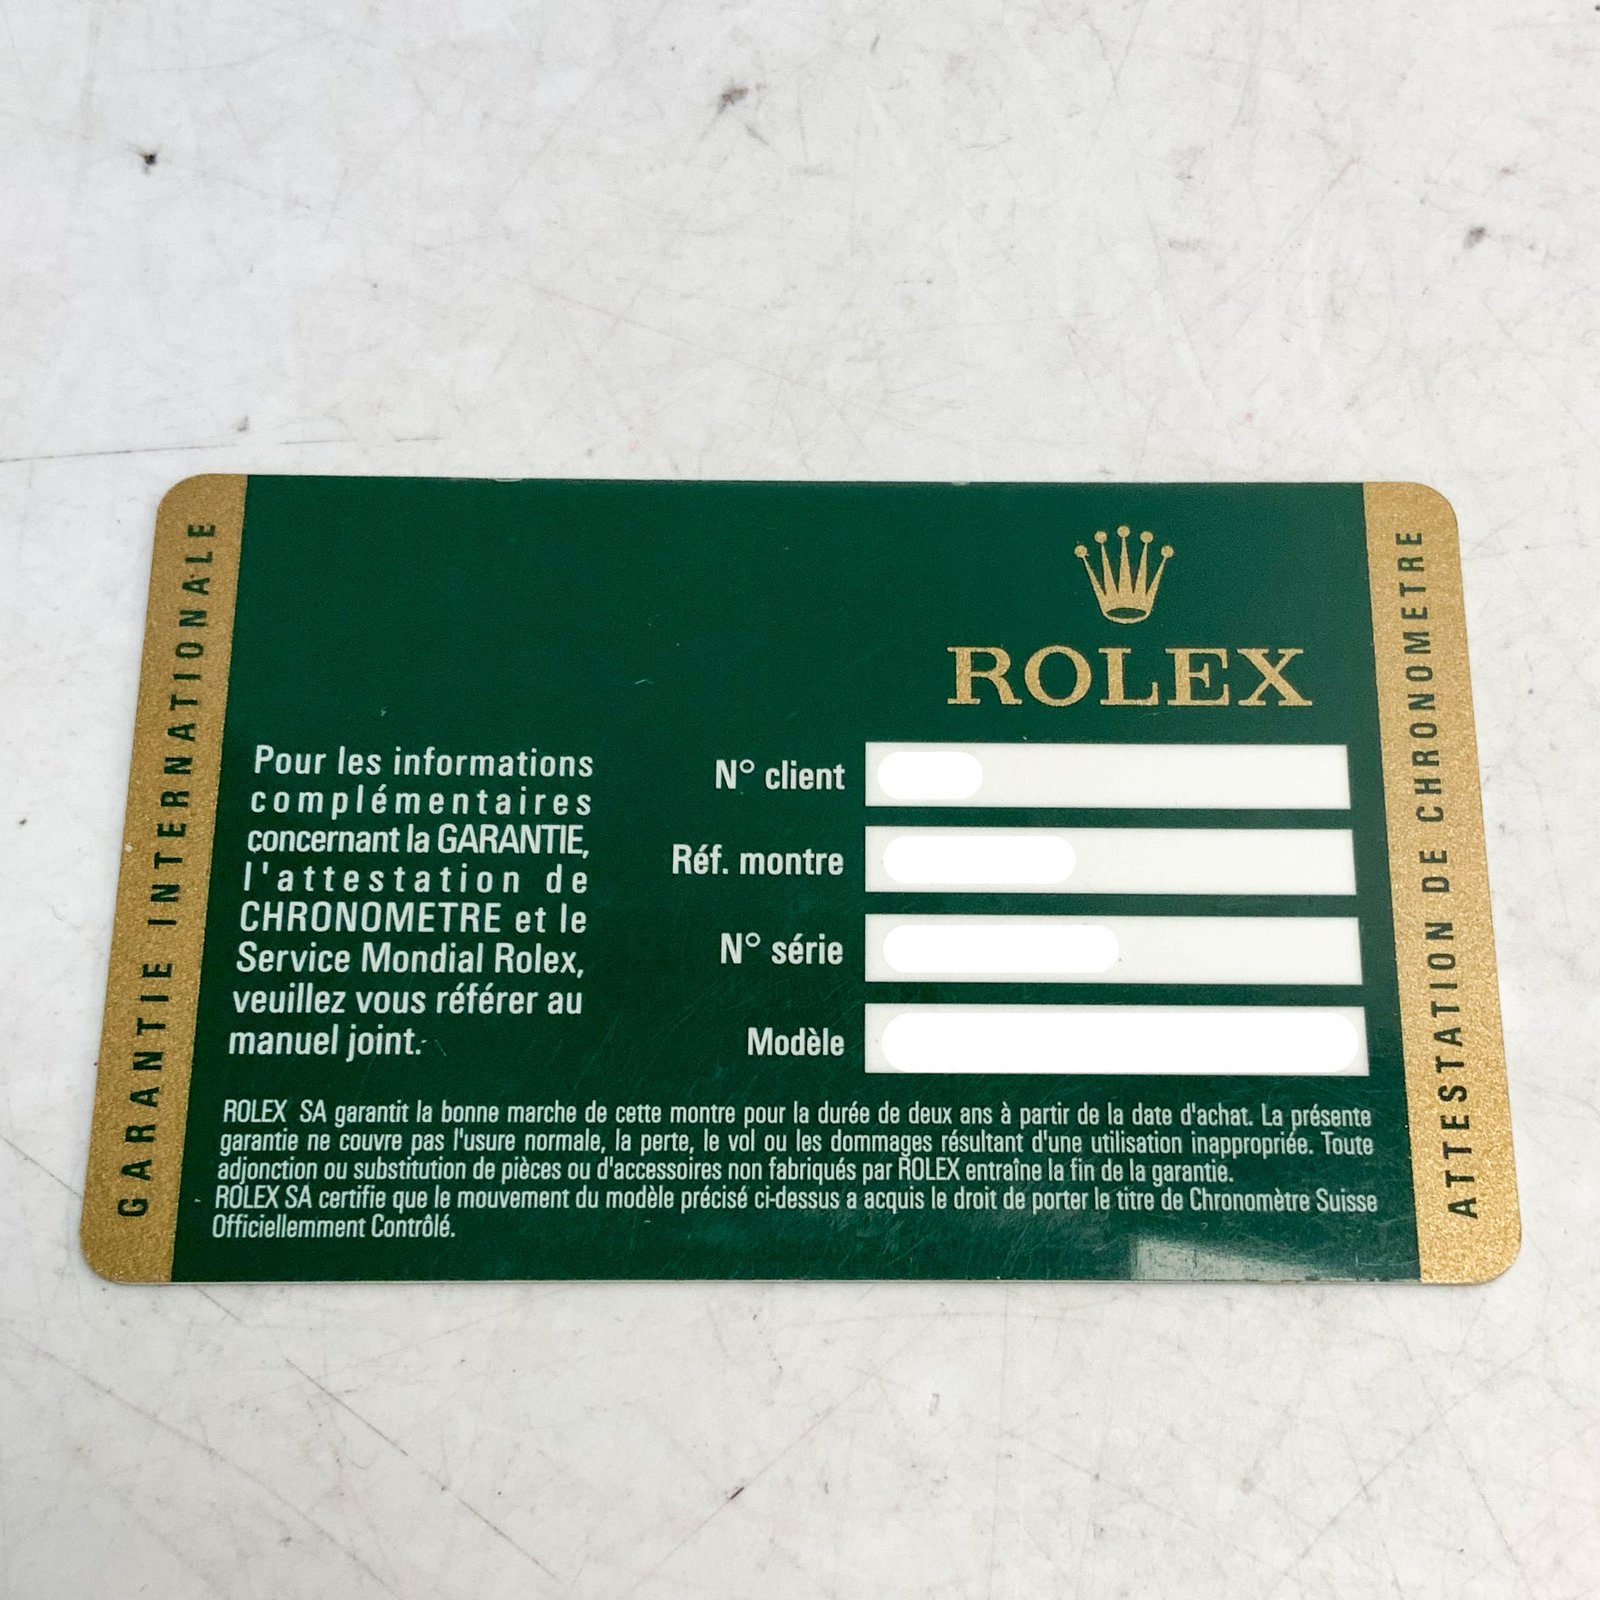 GARANTIE INTERNATIONALE
ROLEX
Pour les informations
complémentaires
concernant la GARANTIE,
l'attestation de
CHRONOMETRE et le
Service Mondial Rolex,
veuillez vous référer au
manuel joint.
N° client
Réf. montre
N° série
Modèle
ROLEX SA garantit la bonne marche de cette montre pour la durée de deux ans à partir de la date d'achat. La présente
garantie ne couvre pas l'usure normale, la perte, le vol ou les dommages résultant d'une utilisation inappropriée. Toute
adjonction ou substitution de pièces ou d'accessoires non fabriqués par ROLEX entraîne la fin de la garantie.
ROLEX SA certifie que le mouvement du modèle précisé ci-dessus a acquis le droit de porter le titre de Chronomètre Suisse
Officiellemment Contrôlé.
ATTESTATION DE CHRONOMETRE